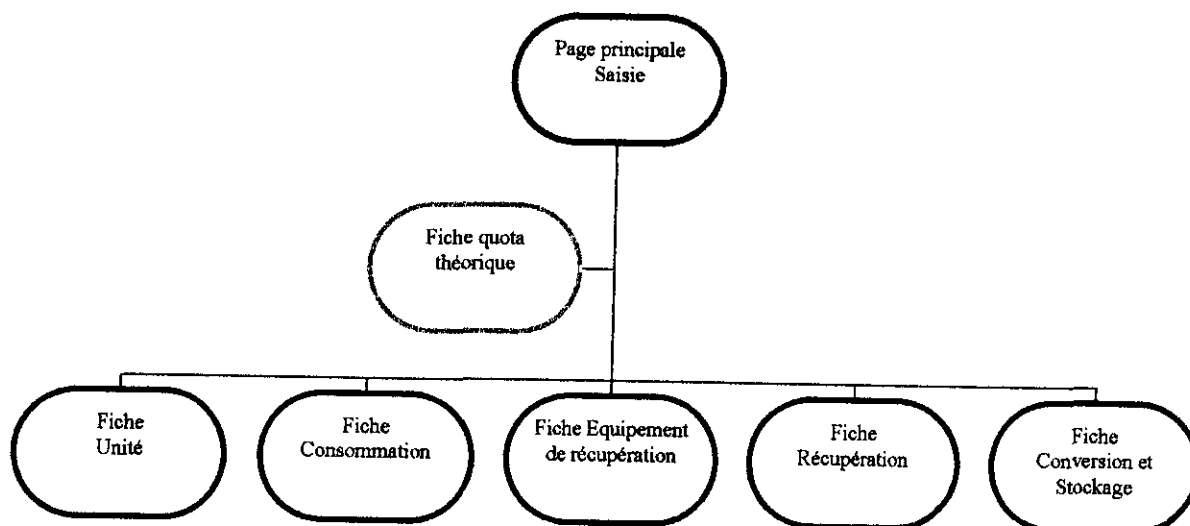 Page principale
Saisie
Fiche quota
théorique
Fiche
Unité
Fiche
Consommation
Fiche Equipement
de récupération
Fiche
Récupération
Fiche
Conversion et
Stockage